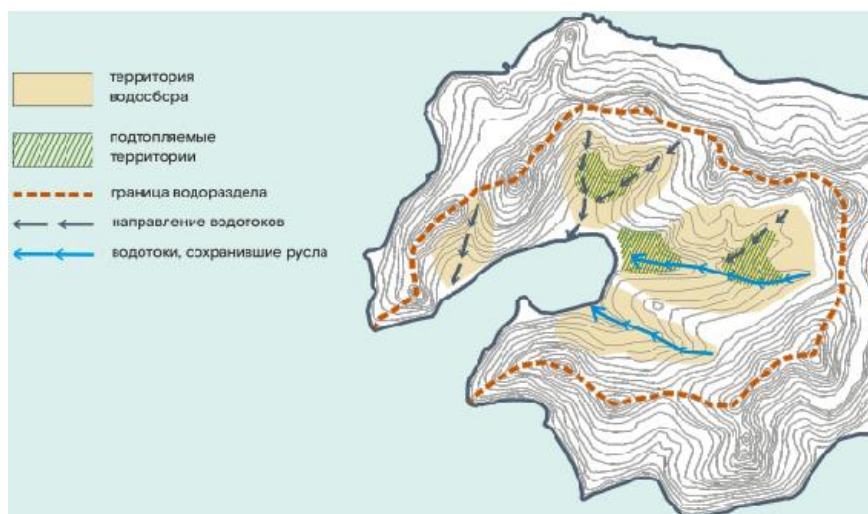 территория
водосбора
подтопляемые
территории
граница водораздела
направление водотоков
водотоки, сохранившие русла